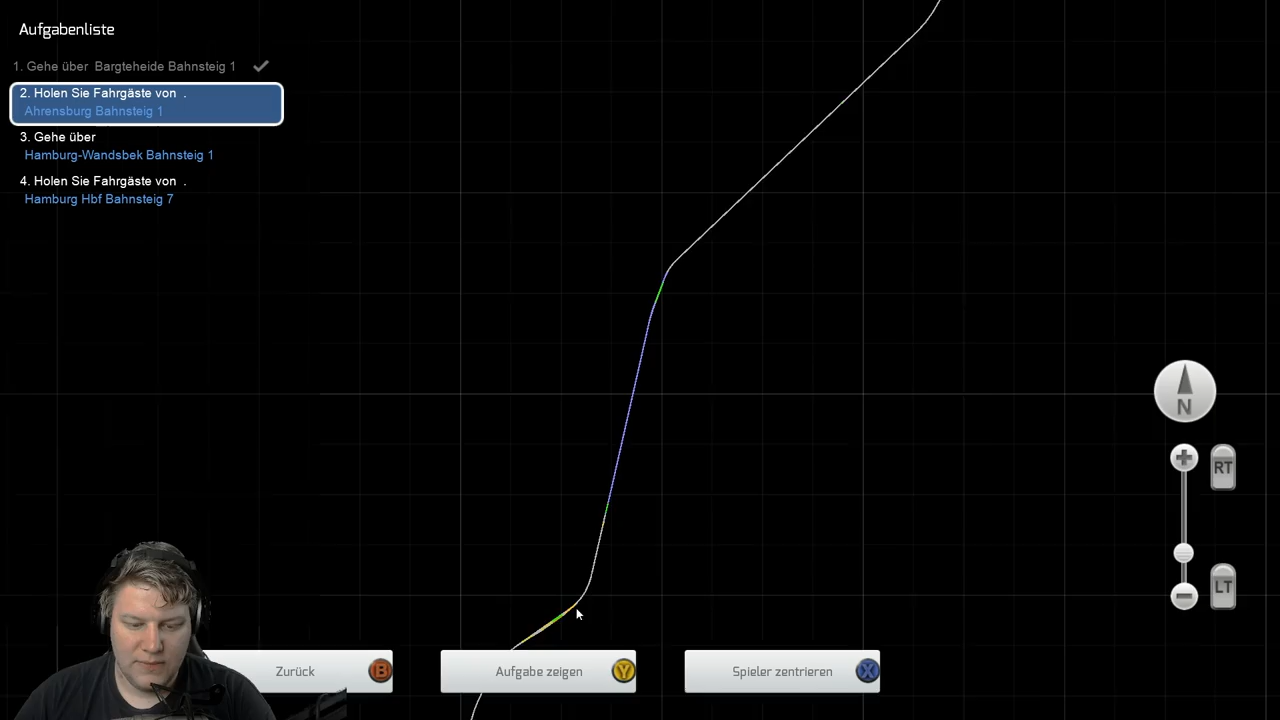 Aufgabenliste
1. Gehe über  Bargteheide Bahnsteig 1
2. Holen Sie Fahrgäste von  .
Ahrensburg Bahnsteig 1
3. Gehe über
Hamburg-Wandsbek Bahnsteig 1
4. Holen Sie Fahrgäste von  .
Hamburg Hbf Bahnsteig 7
N
RT
LT
Zurück B
Aufgabe zeigen Y
Spieler zentrieren X